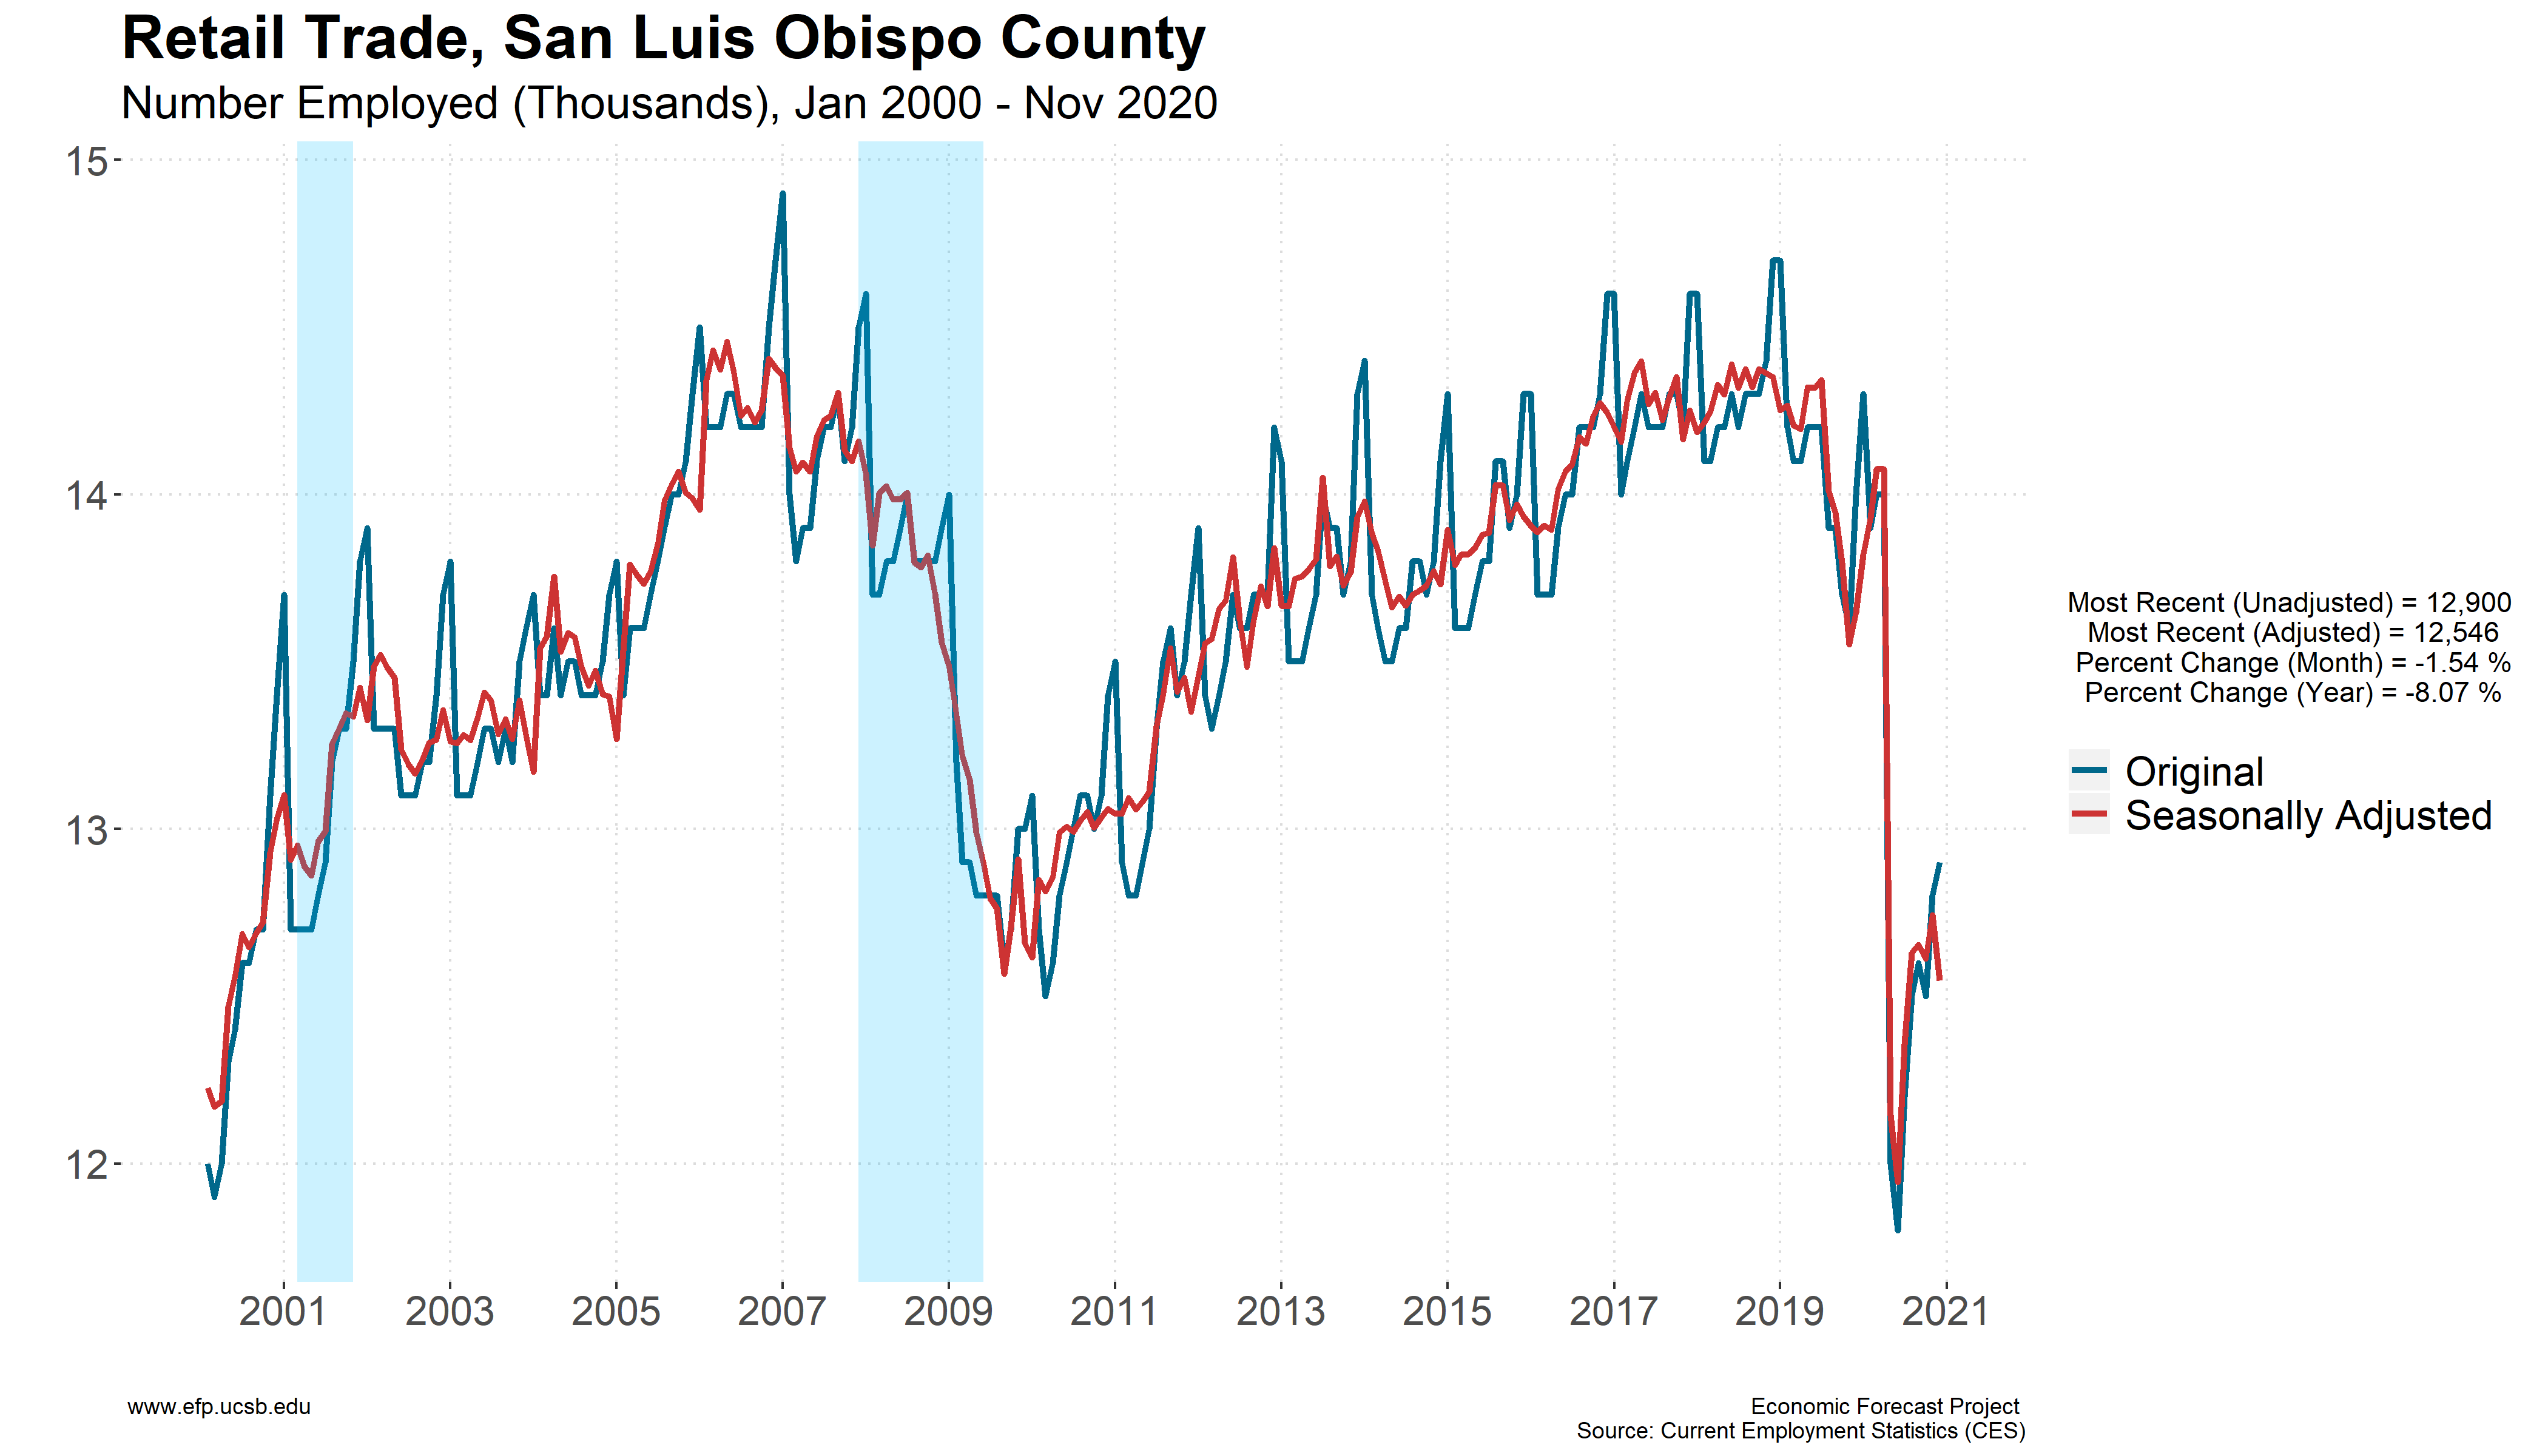 Retail Trade, San Luis Obispo County
Number Employed (Thousands), Jan 2000 - Nov 2020
15
14
13
12
2001 2003 2005 2007 2009 2011 2013 2015 2017 2019 2021
Most Recent (Unadjusted) = 12,900
Most Recent (Adjusted) = 12,546
Percent Change (Month) = -1.54 %
Percent Change (Year) = -8.07 %
Original
Seasonally Adjusted
www.efp.ucsb.edu
Economic Forecast Project
Source: Current Employment Statistics (CES)